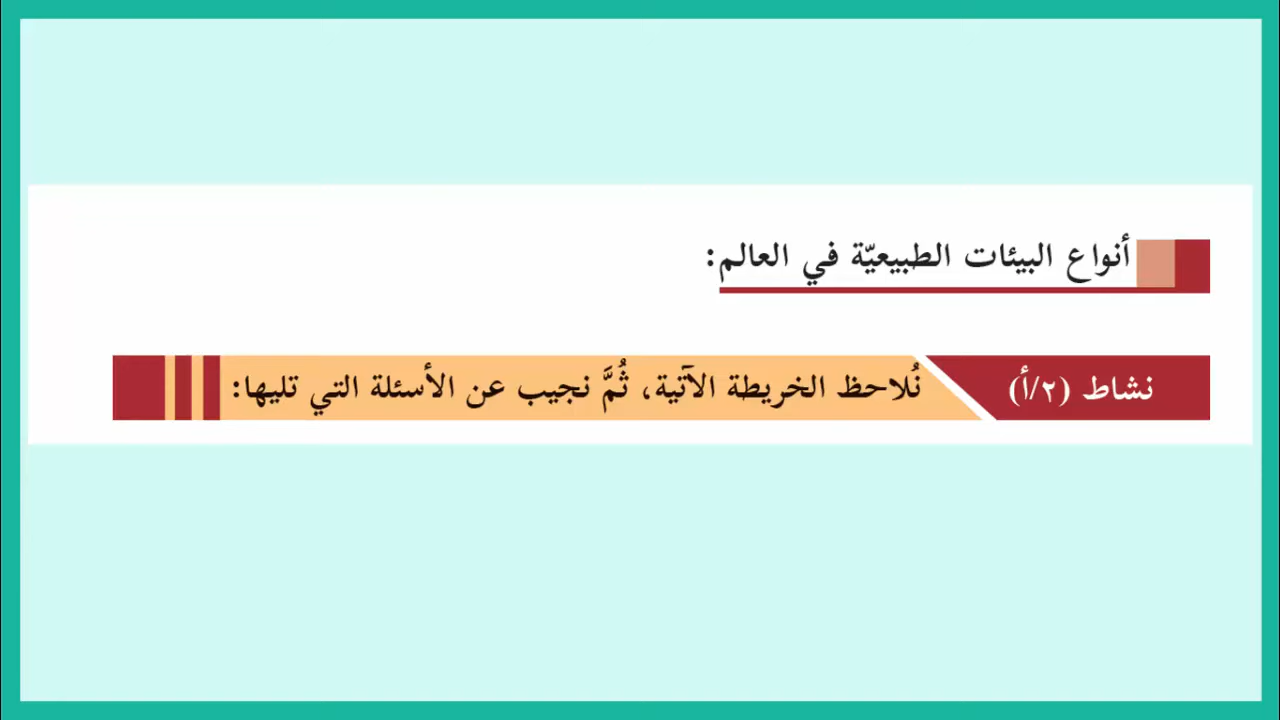 أنواع البيئات الطبيعيّة في العالم:
نشاط (٢/أ) نُلاحظ الخريطة الآتية، ثُمَّ نجيب عن الأسئلة التي تليها: